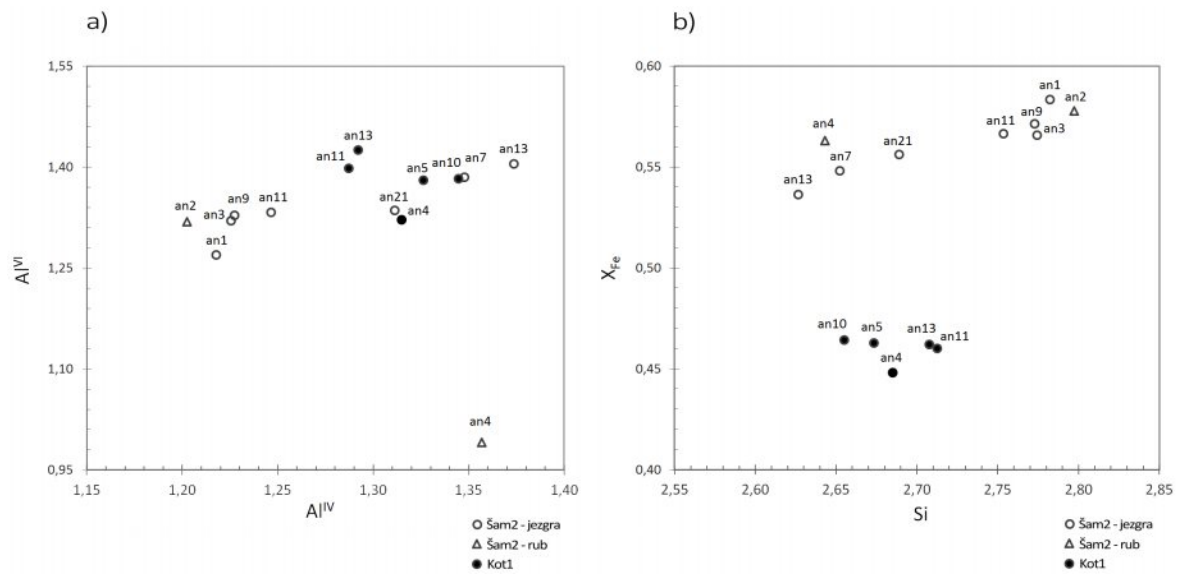 a)
1,55
1,40
1,25
1,10
0,95
Al^VI
an13
an11
an5
an10
an7
an13
an2
an3
an9
an11
an21
an4
an1
an4
1,15
1,20
1,25
1,30
1,35
1,40
Al^IV
Šam2 - jezgra
Šam2 - rub
Kot1
b)
0,60
0,55
0,50
0,45
0,40
X_Fe
an1
an2
an9
an11
an3
an4
an21
an7
an13
an10
an5
an13
an11
an4
2,55
2,60
2,65
2,70
2,75
2,80
2,85
Si
Šam2 - jezgra
Šam2 - rub
Kot1